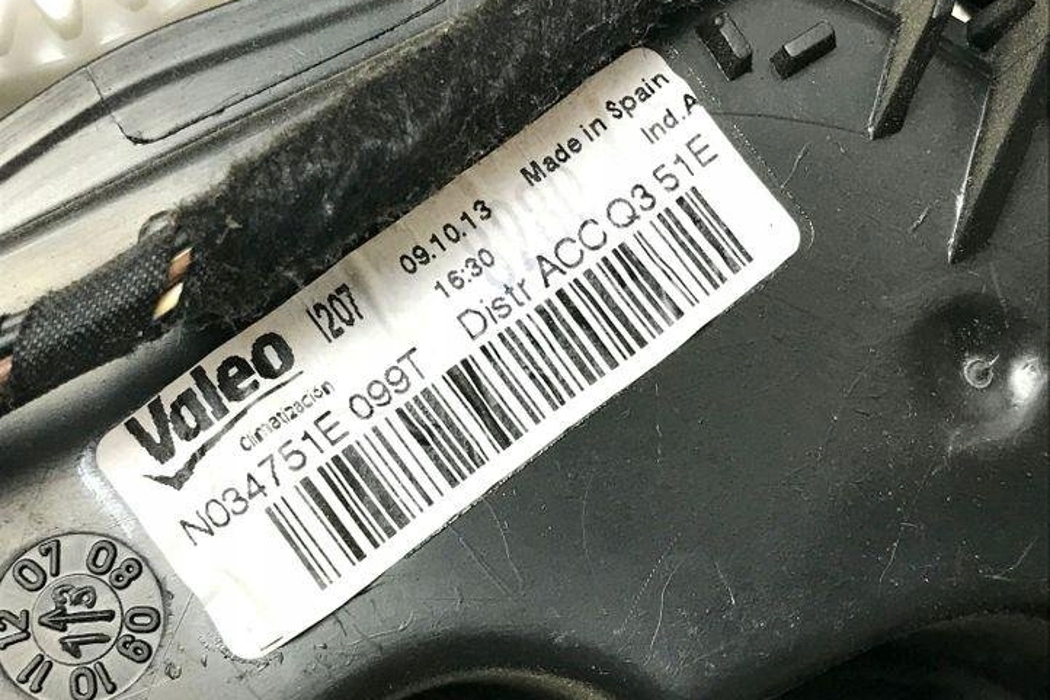 Valeo
climatización
I207
09.10.13
16:30
Made in Spain
Ind. A
N034751E 099T
Distr ACC Q3 51E
07 08 09 10 11 12
1 13